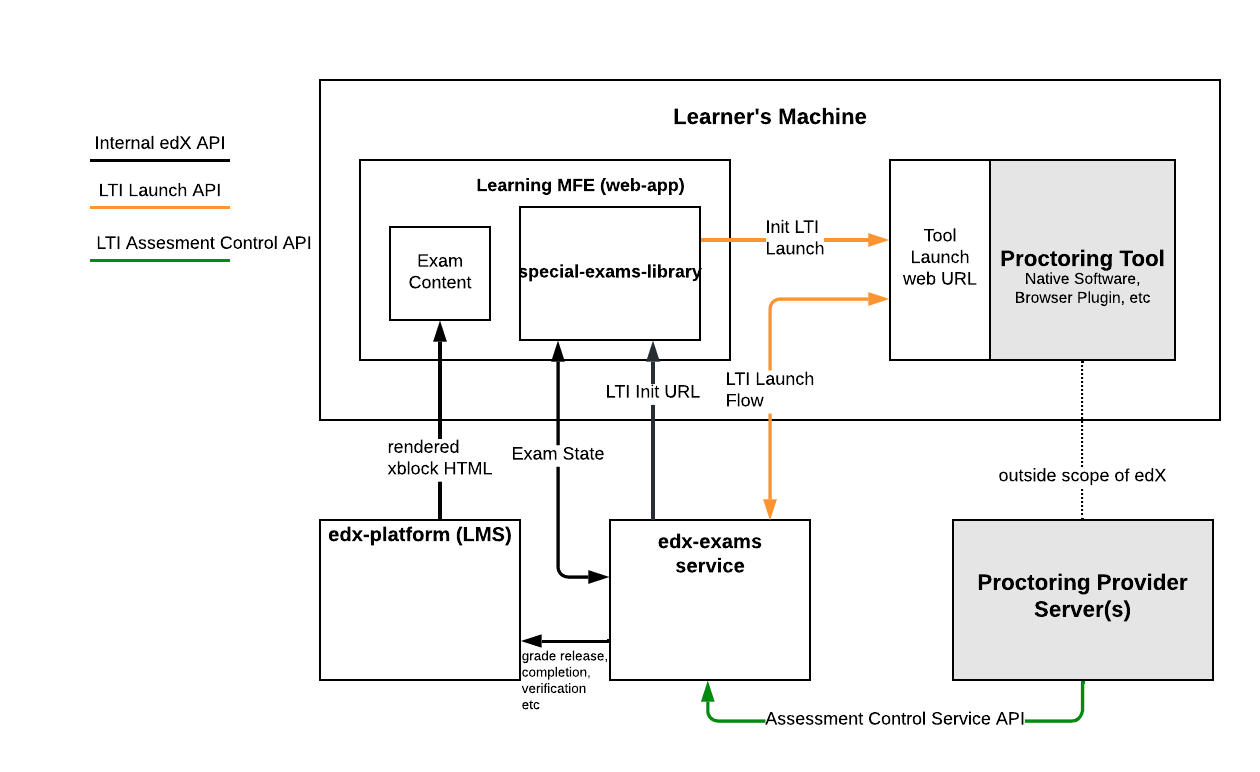 Learner's Machine
Internal edX API
LTI Launch API
LTI Assesment Control API
Learning MFE (web-app)
Exam
Content
special-exams-library
Init LTI
Launch
Tool
Launch
web URL
Proctoring Tool
Native Software,
Browser Plugin, etc
LTI Launch
Flow
LTI Init URL
rendered
xblock HTML
Exam State
outside scope of edX
edx-platform (LMS)
edx-exams
service
Proctoring Provider
Server(s)
grade release,
completion,
verification
etc
Assessment Control Service API